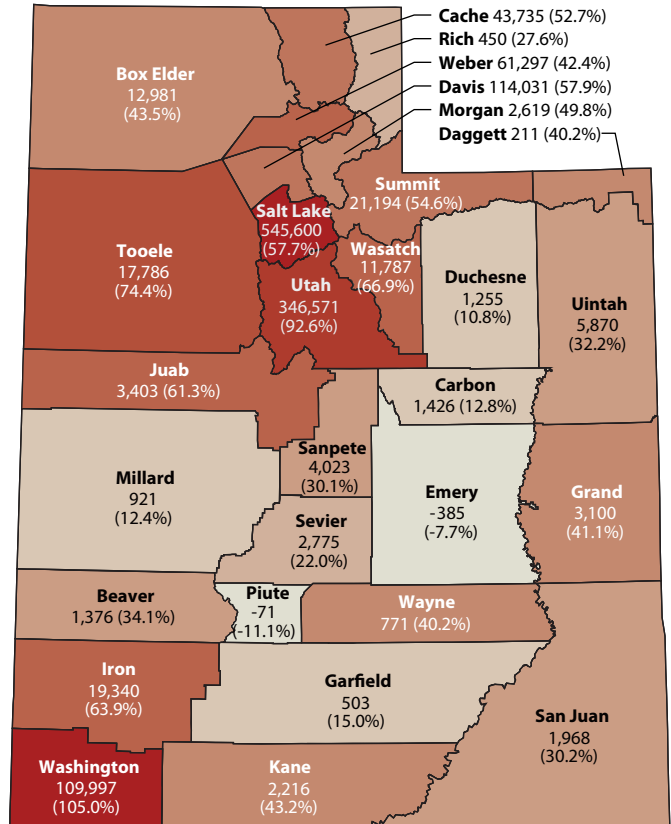 Cache 43,735 (52.7%)
Rich 450 (27.6%)
Weber 61,297 (42.4%)
Davis 114,031 (57.9%)
Morgan 2,619 (49.8%)
Daggett 211 (40.2%)
Box Elder
12,981
(43.5%)
Summit
21,194 (54.6%)
Salt Lake
545,600
(57.7%)
Tooele
17,786
(74.4%)
Wasatch
11,787
(66.9%)
Utah
346,571
(92.6%)
Duchesne
1,255
(10.8%)
Uintah
5,870
(32.2%)
Juab
3,403 (61.3%)
Carbon
1,426 (12.8%)
Sanpete
4,023
(30.1%)
Millard
921
(12.4%)
Emery
-385
(-7.7%)
Grand
3,100
(41.1%)
Sevier
2,775
(22.0%)
Beaver
1,376 (34.1%)
Piute
-71
(-11.1%)
Wayne
771 (40.2%)
Iron
19,340
(63.9%)
Garfield
503
(15.0%)
San Juan
1,968
(30.2%)
Washington
109,997
(105.0%)
Kane
2,216
(43.2%)